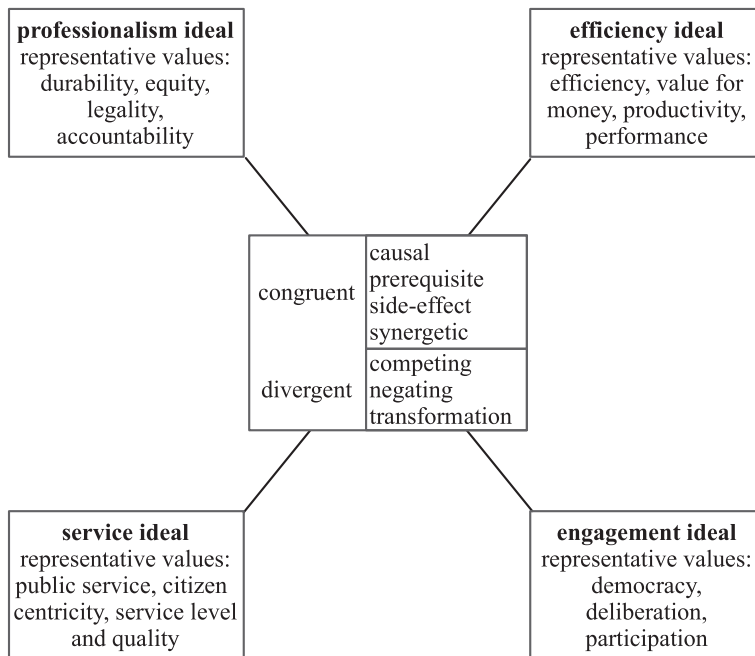 professionalism ideal
representative values:
durability, equity,
legality,
accountability
efficiency ideal
representative values:
efficiency, value for
money, productivity,
performance
congruent
causal
prerequisite
side-effect
synergetic
divergent
competing
negating
transformation
service ideal
representative values:
public service, citizen
centricity, service level
and quality
engagement ideal
representative values:
democracy,
deliberation,
participation